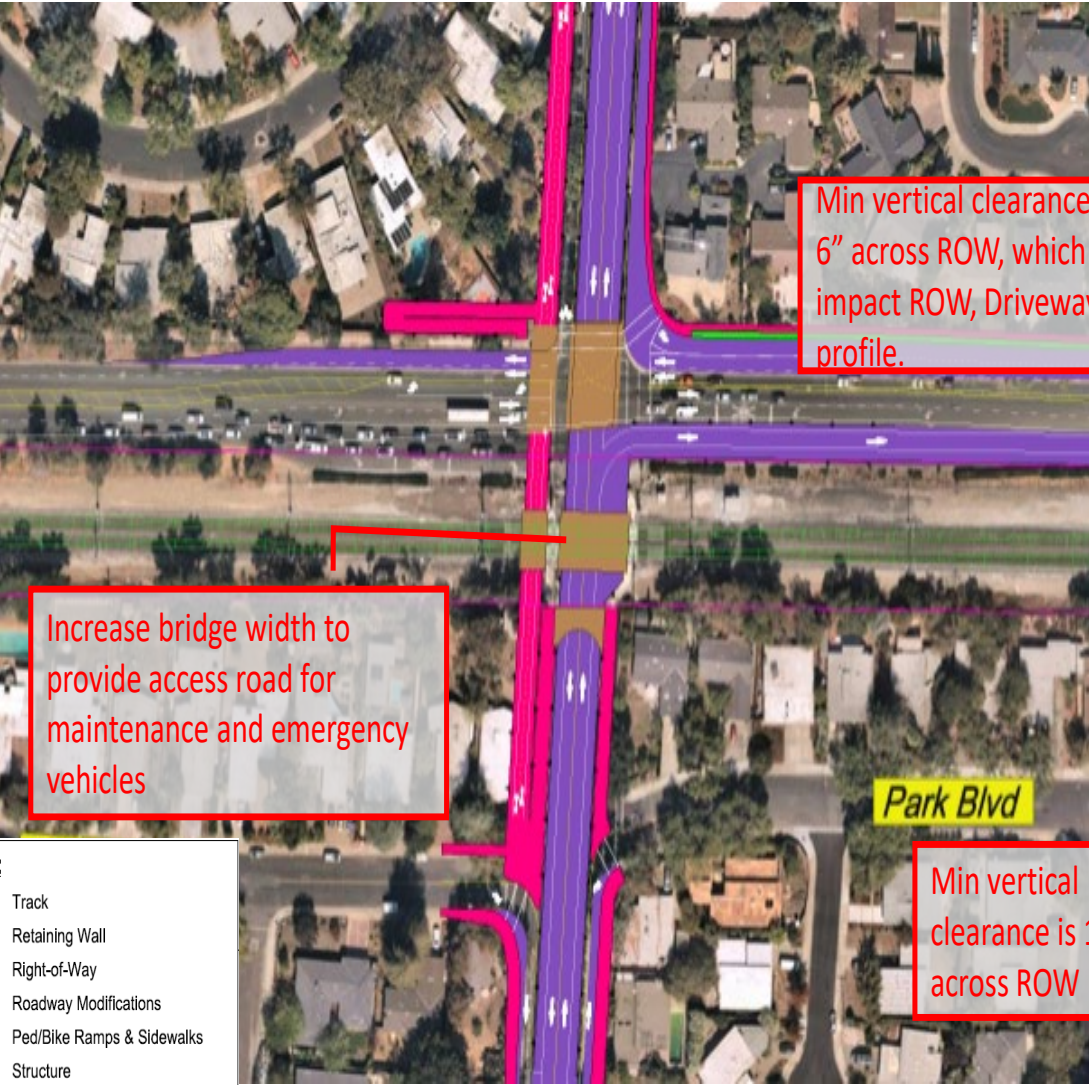 Min vertical clearance
6” across ROW, which
impact ROW, Driveway
profile.
Increase bridge width to
provide access road for
maintenance and emergency
vehicles
Park Blvd
Min vertical
clearance is
across ROW
Track
Retaining Wall
Right-of-Way
Roadway Modifications
Ped/Bike Ramps & Sidewalks
Structure